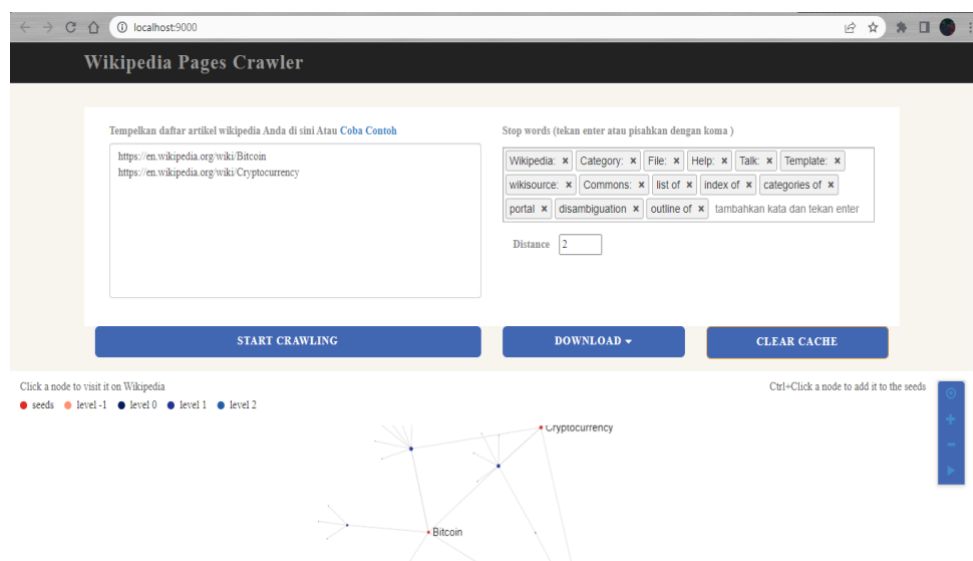 localhost:9000
Wikipedia Pages Crawler
Tempelkan daftar artikel wikipedia Anda di sini Atau Coba Contoh
https://en.wikipedia.org/wiki/Bitcoin
https://en.wikipedia.org/wiki/Cryptocurrency
Stop words (tekan enter atau pisahkan dengan koma )
Wikipedia: × Category: × File: × Help: × Talk: × Template: ×
wikisource: × Commons: × list of × index of × categories of ×
portal × disambiguation × outline of × tambahkan kata dan tekan enter
Distance 2
START CRAWLING
DOWNLOAD
CLEAR CACHE
Click a node to visit it on Wikipedia
Ctrl+Click a node to add it to the seeds
seeds level -1 level 0 level 1 level 2
Cryptocurrency
Bitcoin